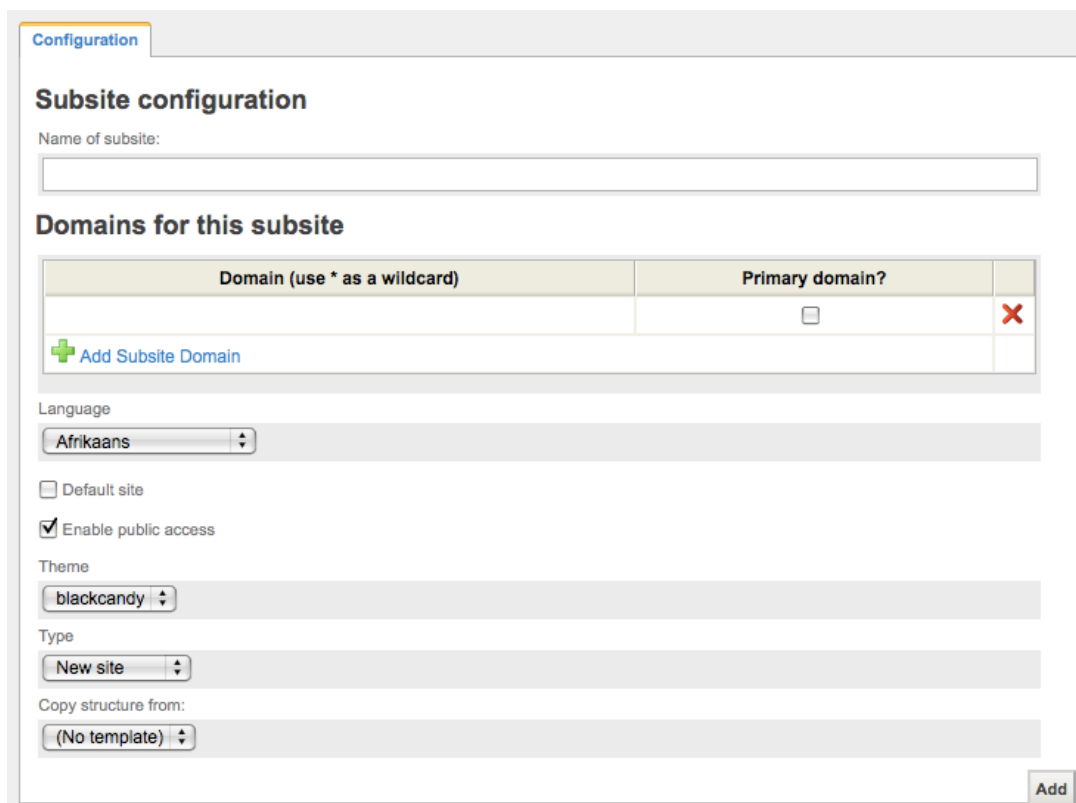 Configuration
Subsite configuration
Name of subsite:
Domains for this subsite
Domain (use * as a wildcard) Primary domain?
Add Subsite Domain
Language
Afrikaans
Default site
Enable public access
Theme
blackcandy
Type
New site
Copy structure from:
(No template)
Add